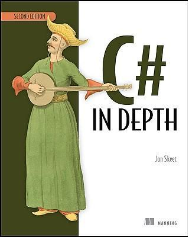 SECOND EDITION
C#
IN DEPTH
Jon Skeet
MANNING